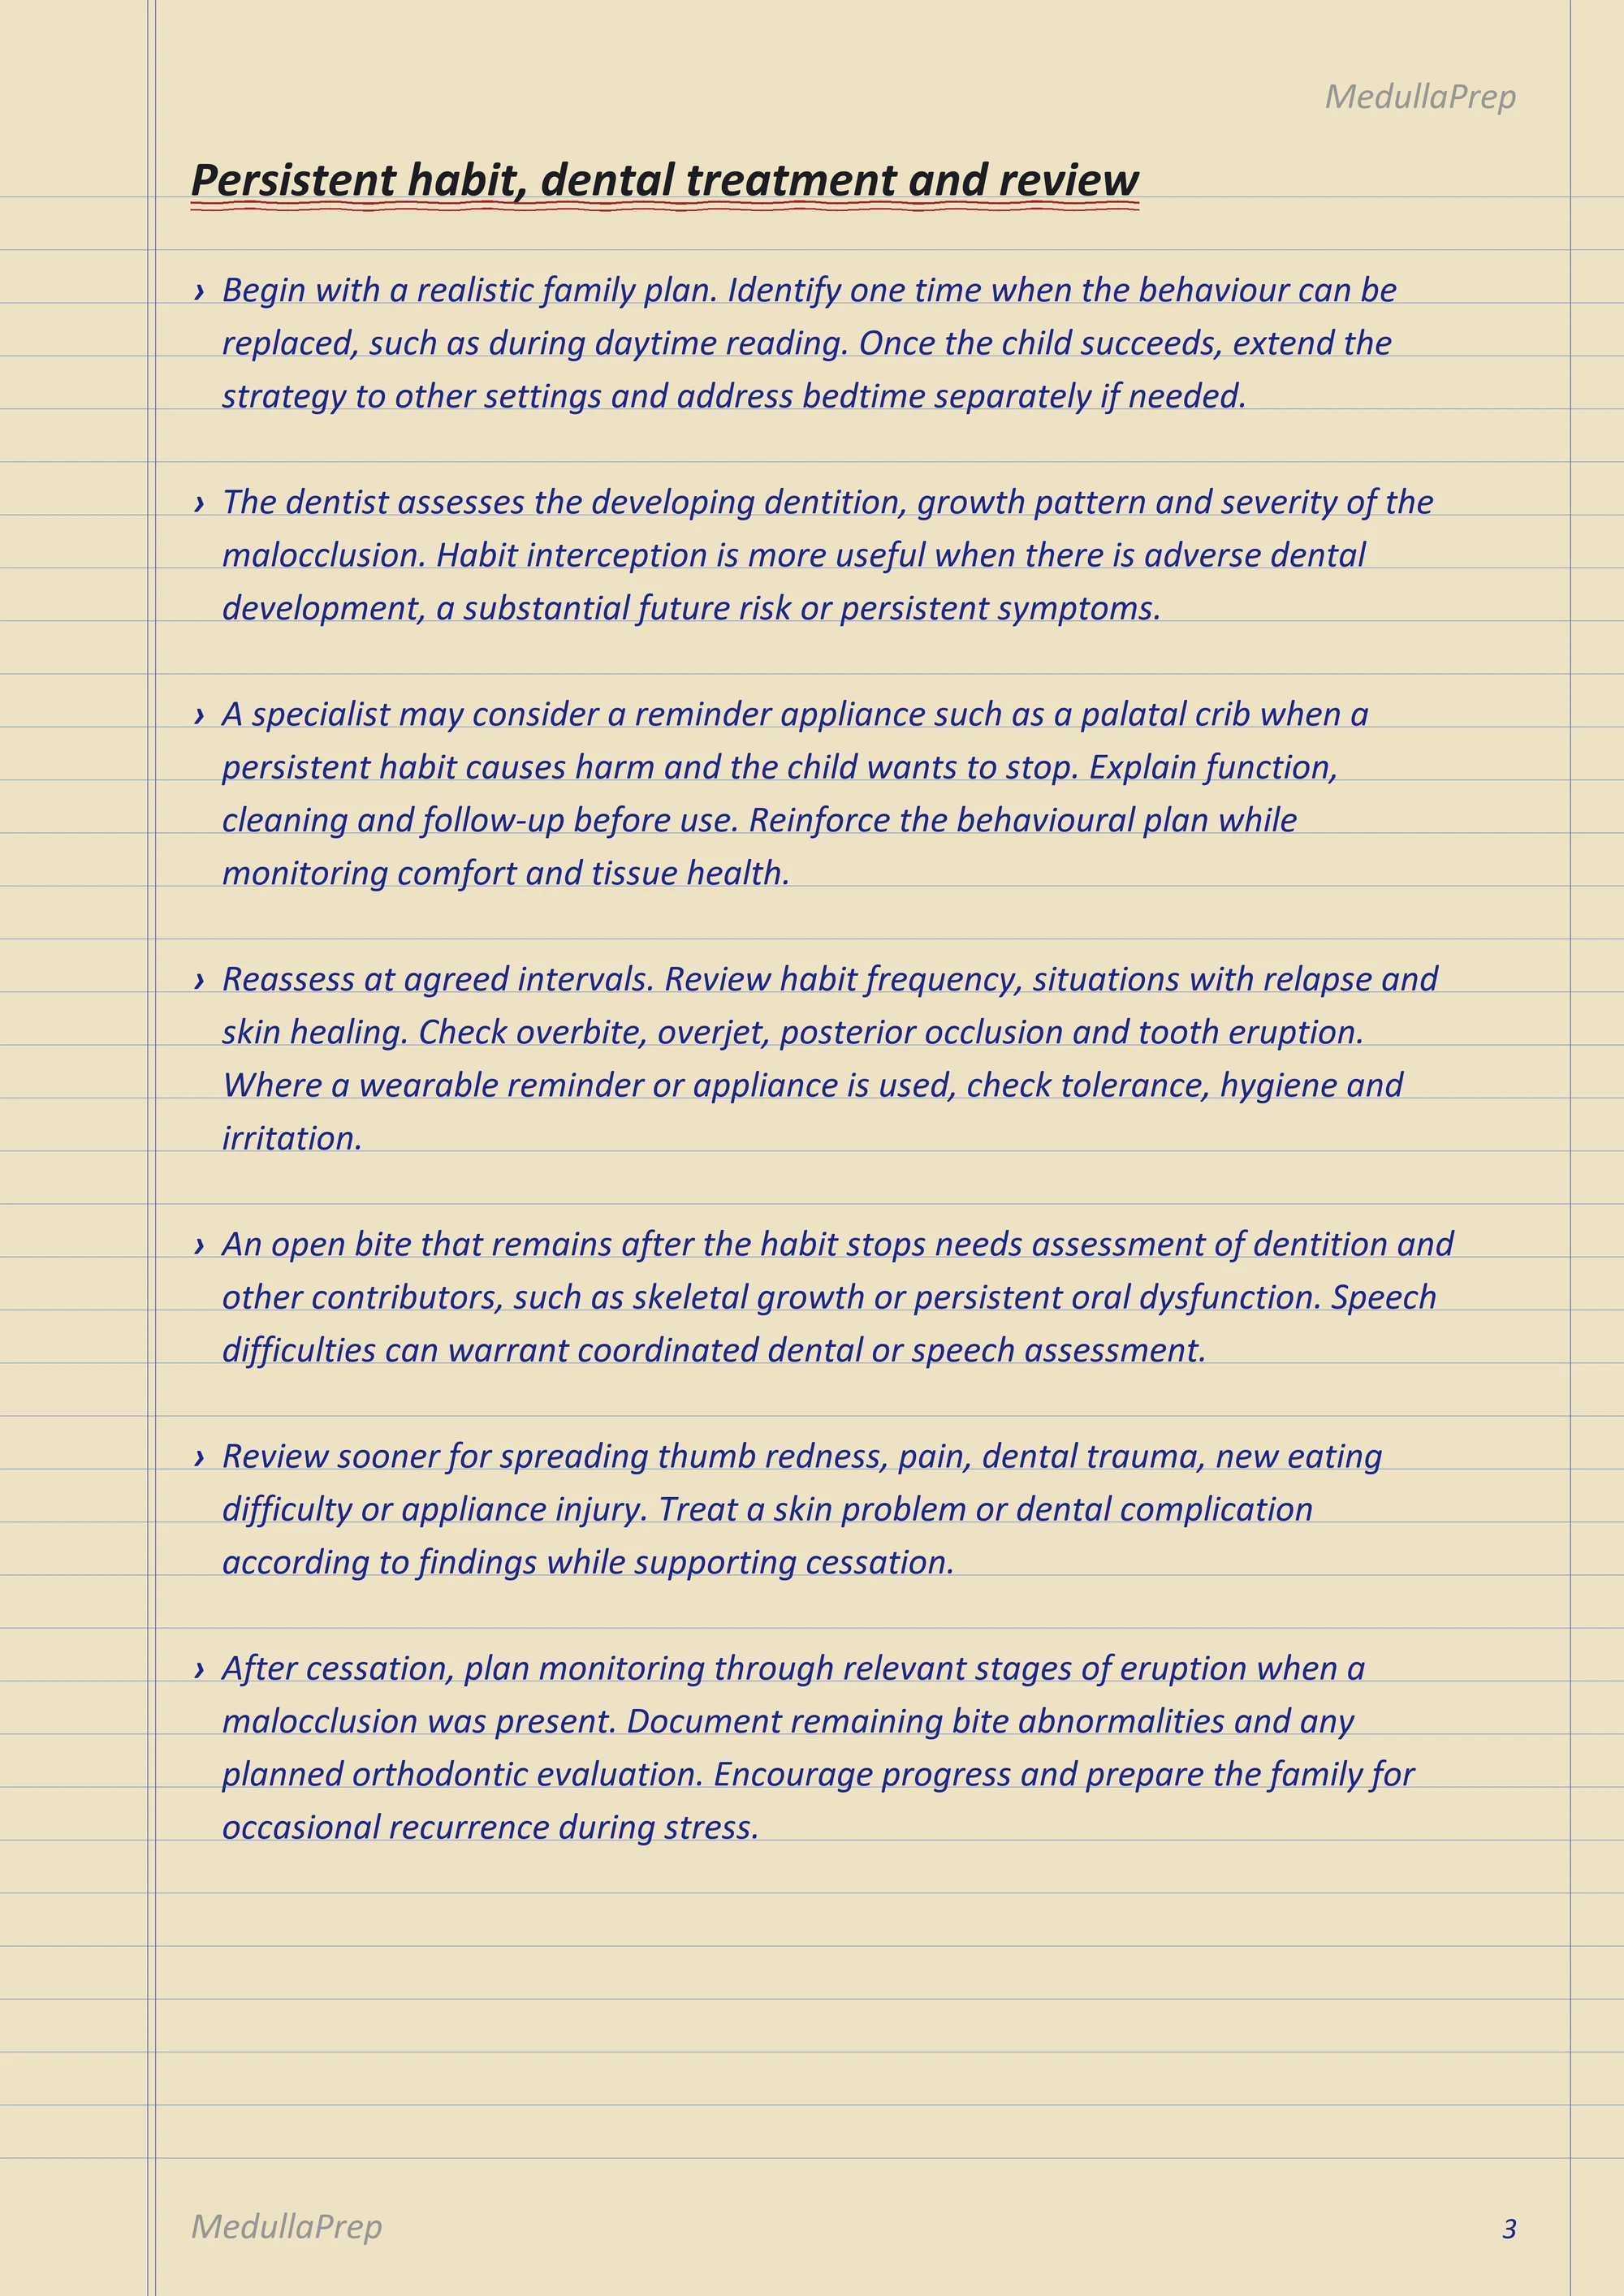 MedullaPrep
Persistent habit, dental treatment and review
› Begin with a realistic family plan. Identify one time when the behaviour can be
replaced, such as during daytime reading. Once the child succeeds, extend the
strategy to other settings and address bedtime separately if needed.
› The dentist assesses the developing dentition, growth pattern and severity of the
malocclusion. Habit interception is more useful when there is adverse dental
development, a substantial future risk or persistent symptoms.
› A specialist may consider a reminder appliance such as a palatal crib when a
persistent habit causes harm and the child wants to stop. Explain function,
cleaning and follow-up before use. Reinforce the behavioural plan while
monitoring comfort and tissue health.
› Reassess at agreed intervals. Review habit frequency, situations with relapse and
skin healing. Check overbite, overjet, posterior occlusion and tooth eruption.
Where a wearable reminder or appliance is used, check tolerance, hygiene and
irritation.
› An open bite that remains after the habit stops needs assessment of dentition and
other contributors, such as skeletal growth or persistent oral dysfunction. Speech
difficulties can warrant coordinated dental or speech assessment.
› Review sooner for spreading thumb redness, pain, dental trauma, new eating
difficulty or appliance injury. Treat a skin problem or dental complication
according to findings while supporting cessation.
› After cessation, plan monitoring through relevant stages of eruption when a
malocclusion was present. Document remaining bite abnormalities and any
planned orthodontic evaluation. Encourage progress and prepare the family for
occasional recurrence during stress.
MedullaPrep
3